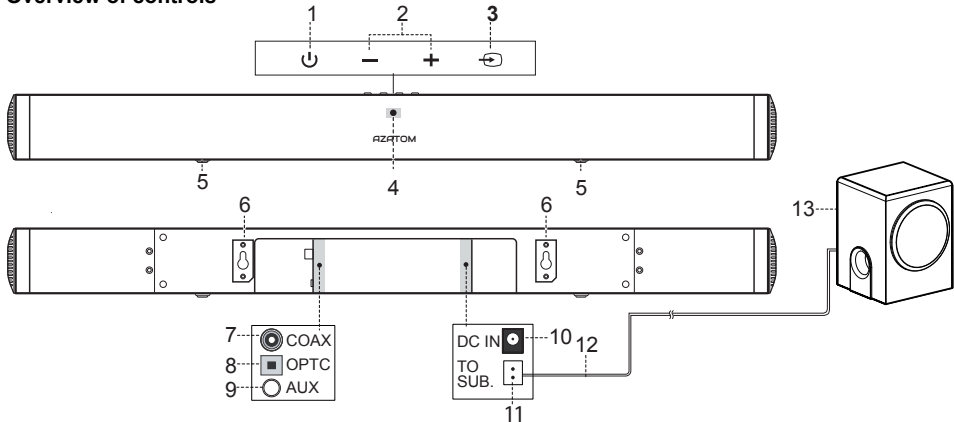 Overview of controls
1 2 3
AZATOM
5 4 5
6 6
13
7 COAX
8 OPTC
9 AUX
DC IN 10 12
TO
SUB.
11